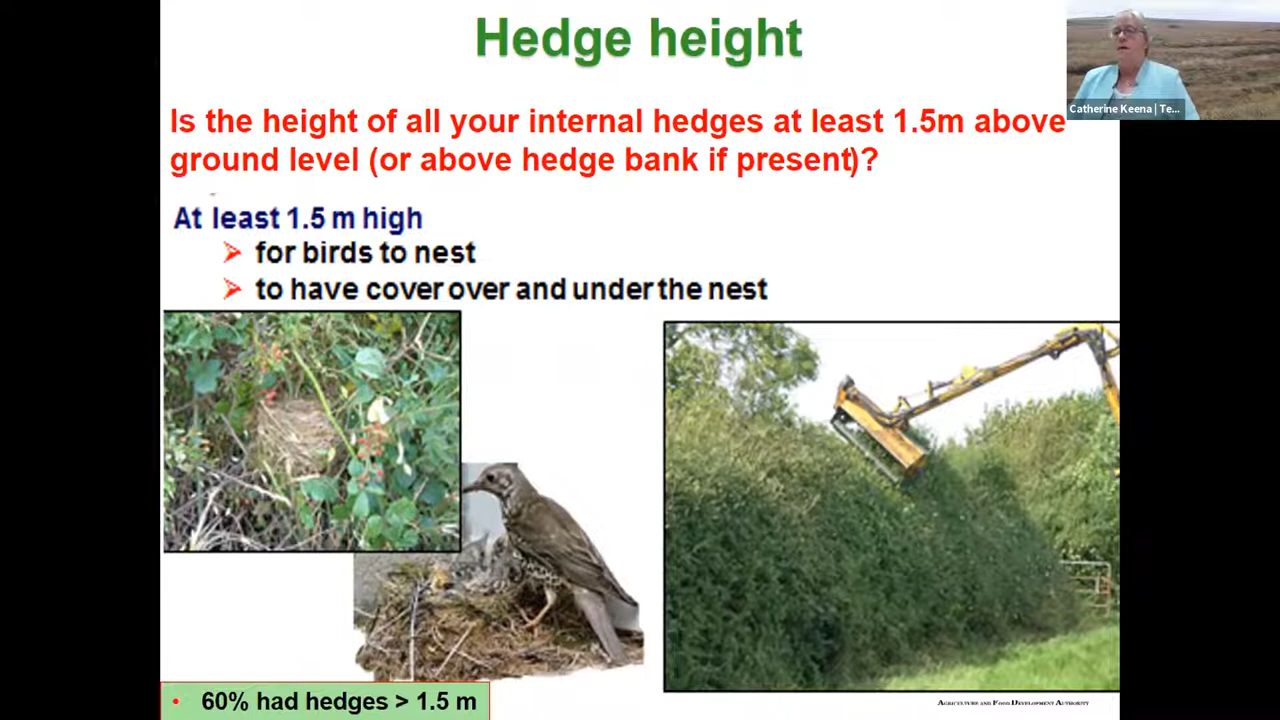 Hedge height
Catherine Keena | Te...
Is the height of all your internal hedges at least 1.5m above
ground level (or above hedge bank if present)?
At least 1.5 m high
➢ for birds to nest
➢ to have cover over and under the nest
• 60% had hedges > 1.5 m
AGRICULTURE AND FOOD DEVELOPMENT AUTHORITY